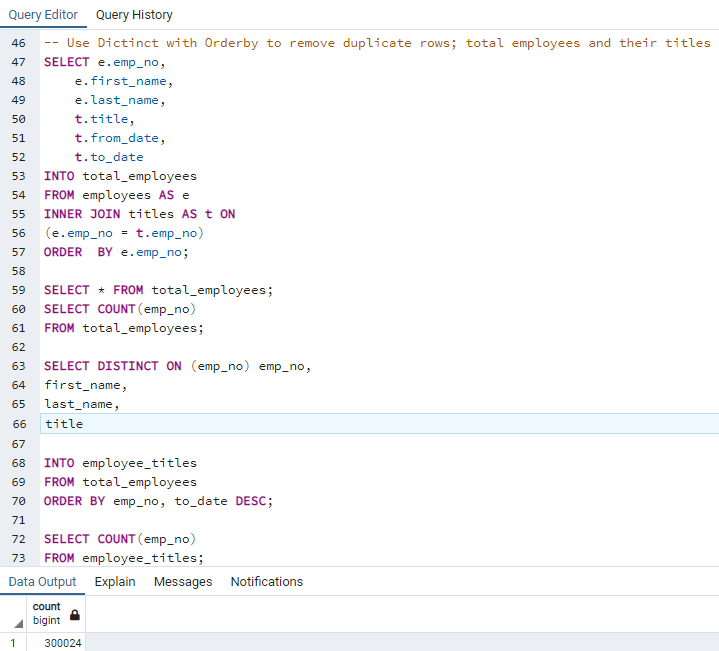 Query Editor Query History
46 -- Use Dictinct with Orderby to remove duplicate rows; total employees and their titles
47 SELECT e.emp_no,
48 e.first_name,
49 e.last_name,
50 t.title,
51 t.from_date,
52 t.to_date
53 INTO total_employees
54 FROM employees AS e
55 INNER JOIN titles AS t ON
56 (e.emp_no = t.emp_no)
57 ORDER  BY e.emp_no;
58
59 SELECT * FROM total_employees;
60 SELECT COUNT(emp_no)
61 FROM total_employees;
62
63 SELECT DISTINCT ON (emp_no) emp_no,
64 first_name,
65 last_name,
66 title
67
68 INTO employee_titles
69 FROM total_employees
70 ORDER BY emp_no, to_date DESC;
71
72 SELECT COUNT(emp_no)
73 FROM employee_titles;
Data Output Explain Messages Notifications
count
bigint
1 300024